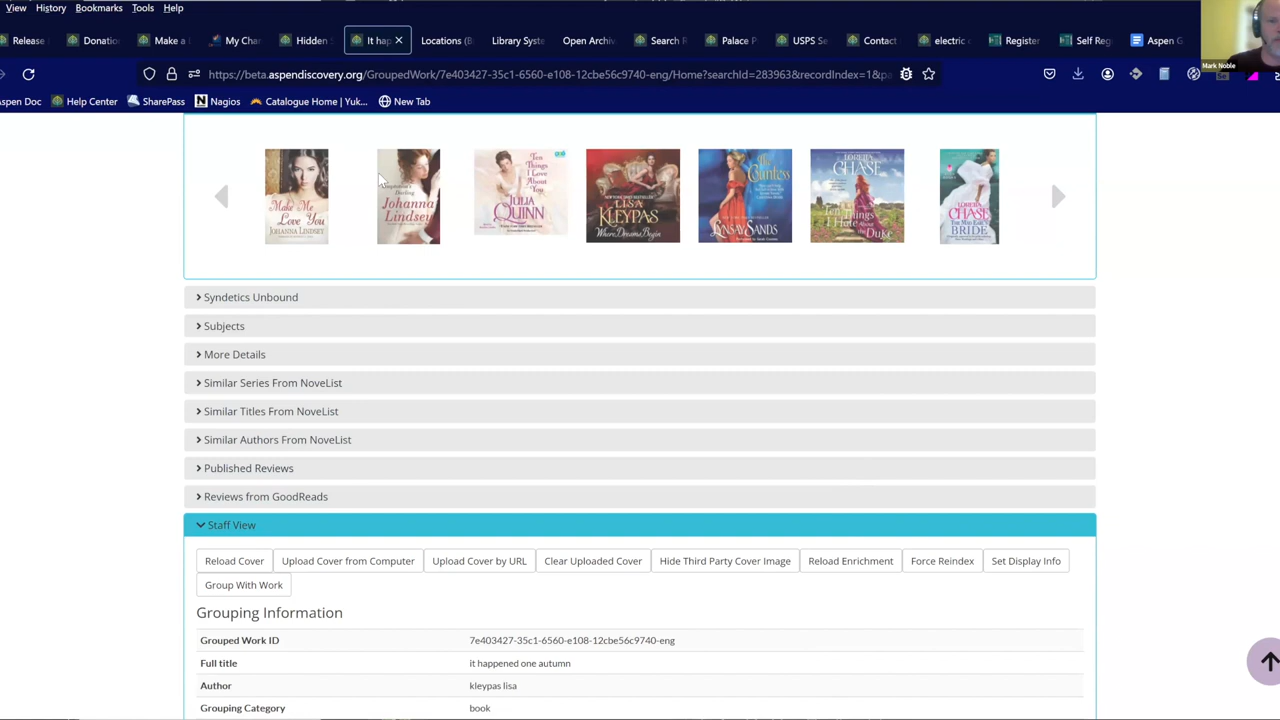 View History Bookmarks Tools Help
Release Donatio Make a My Cha Hidden It hap Locations (B Library Syste Open Archiv Search R Palace P USPS Se Contact electric Register Self Reg Aspen G
https://beta.aspendiscovery.org/GroupedWork/7e403427-35c1-6560-e108-12cbe56c9740-eng/Home?searchId=283963&recordIndex=1&pa
Aspen Doc Help Center SharePass Nagios Catalogue Home | Yuk... New Tab
Mark Noble
Make Me Love You JOHANNA LINDSEY
Darling Johanna Lindsey
Ten Things I Love About You JULIA QUINN
LISA KLEYPAS Where Dreams Begin
The Countess LYNSAY SANDS
LORETTA CHASE Ten Things I Hate About the Duke
LORETTA CHASE BRIDE
Syndetics Unbound
Subjects
More Details
Similar Series From NoveList
Similar Titles From NoveList
Similar Authors From NoveList
Published Reviews
Reviews from GoodReads
Staff View
Reload Cover Upload Cover from Computer Upload Cover by URL Clear Uploaded Cover Hide Third Party Cover Image Reload Enrichment Force Reindex Set Display Info
Group With Work
Grouping Information
Grouped Work ID 7e403427-35c1-6560-e108-12cbe56c9740-eng
Full title it happened one autumn
Author kleypas lisa
Grouping Category book